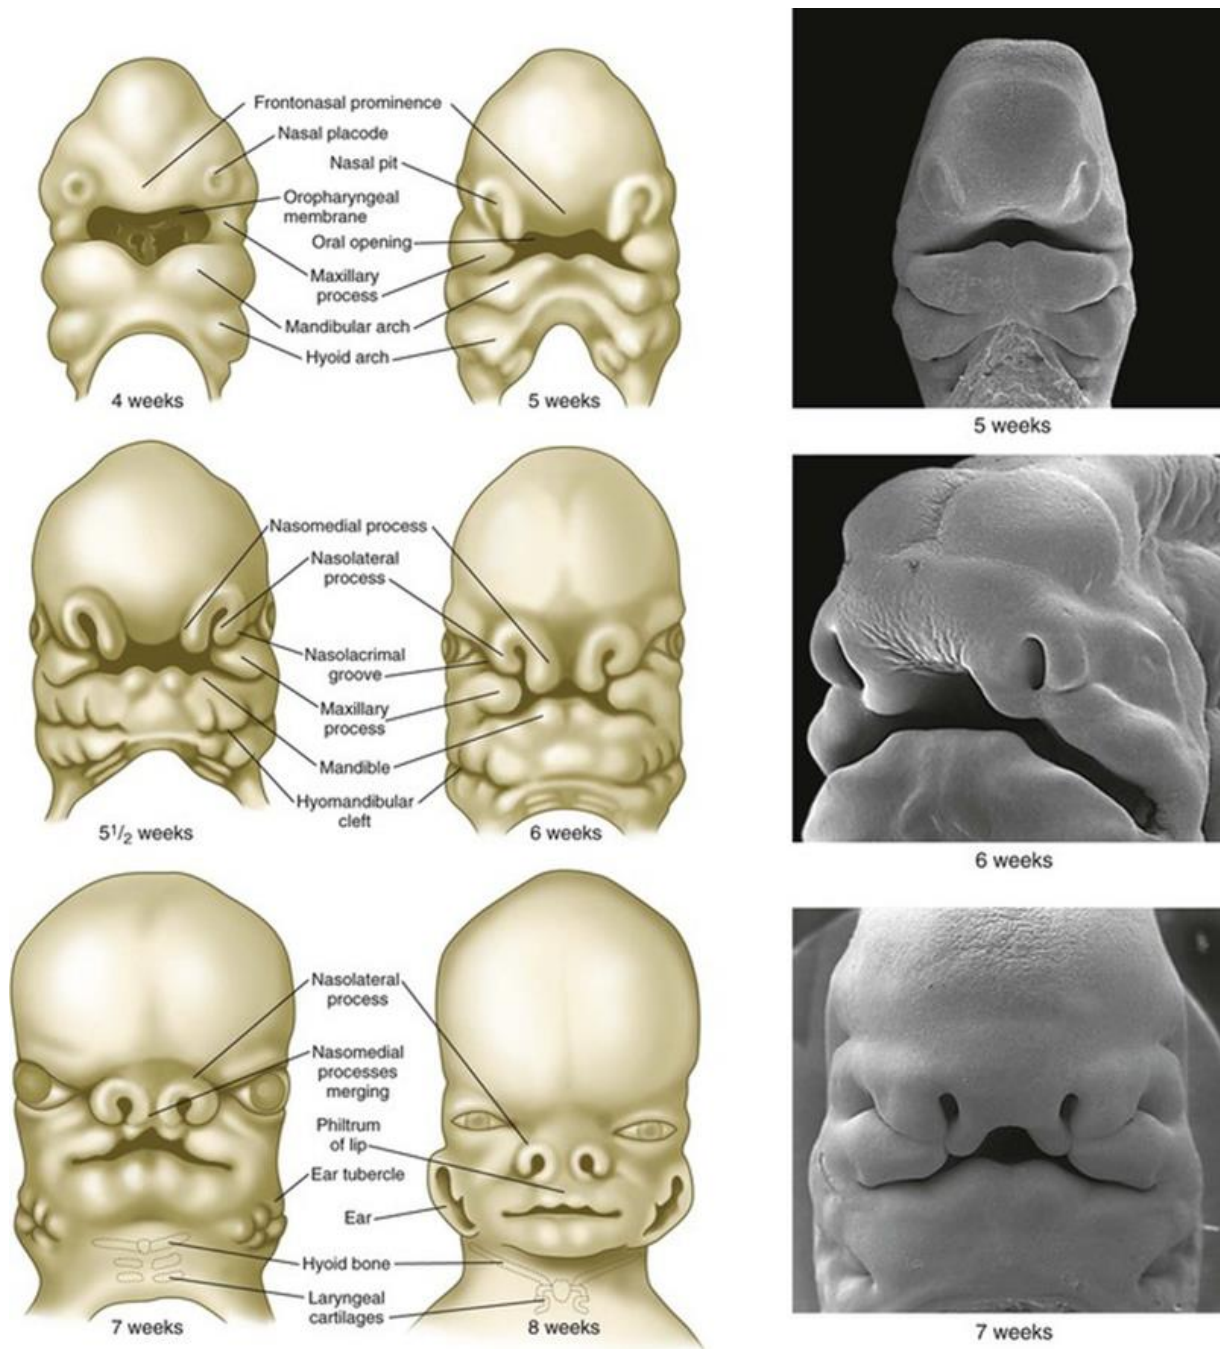 Frontonasal prominence
Nasal placode
Nasal pit
Oropharyngeal
membrane
Oral opening
Maxillary
process
Mandibular arch
Hyoid arch
4 weeks
5 weeks
5 weeks
Nasomedial process
Nasolateral
process
Nasolacrimal
groove
Maxillary
process
Mandible
Hyomandibular
cleft
5 1/2 weeks
6 weeks
6 weeks
Nasolateral
process
Nasomedial
processes
merging
Philtrum
of lip
Ear tubercle
Ear
Hyoid bone
Laryngeal
cartilages
7 weeks
8 weeks
7 weeks